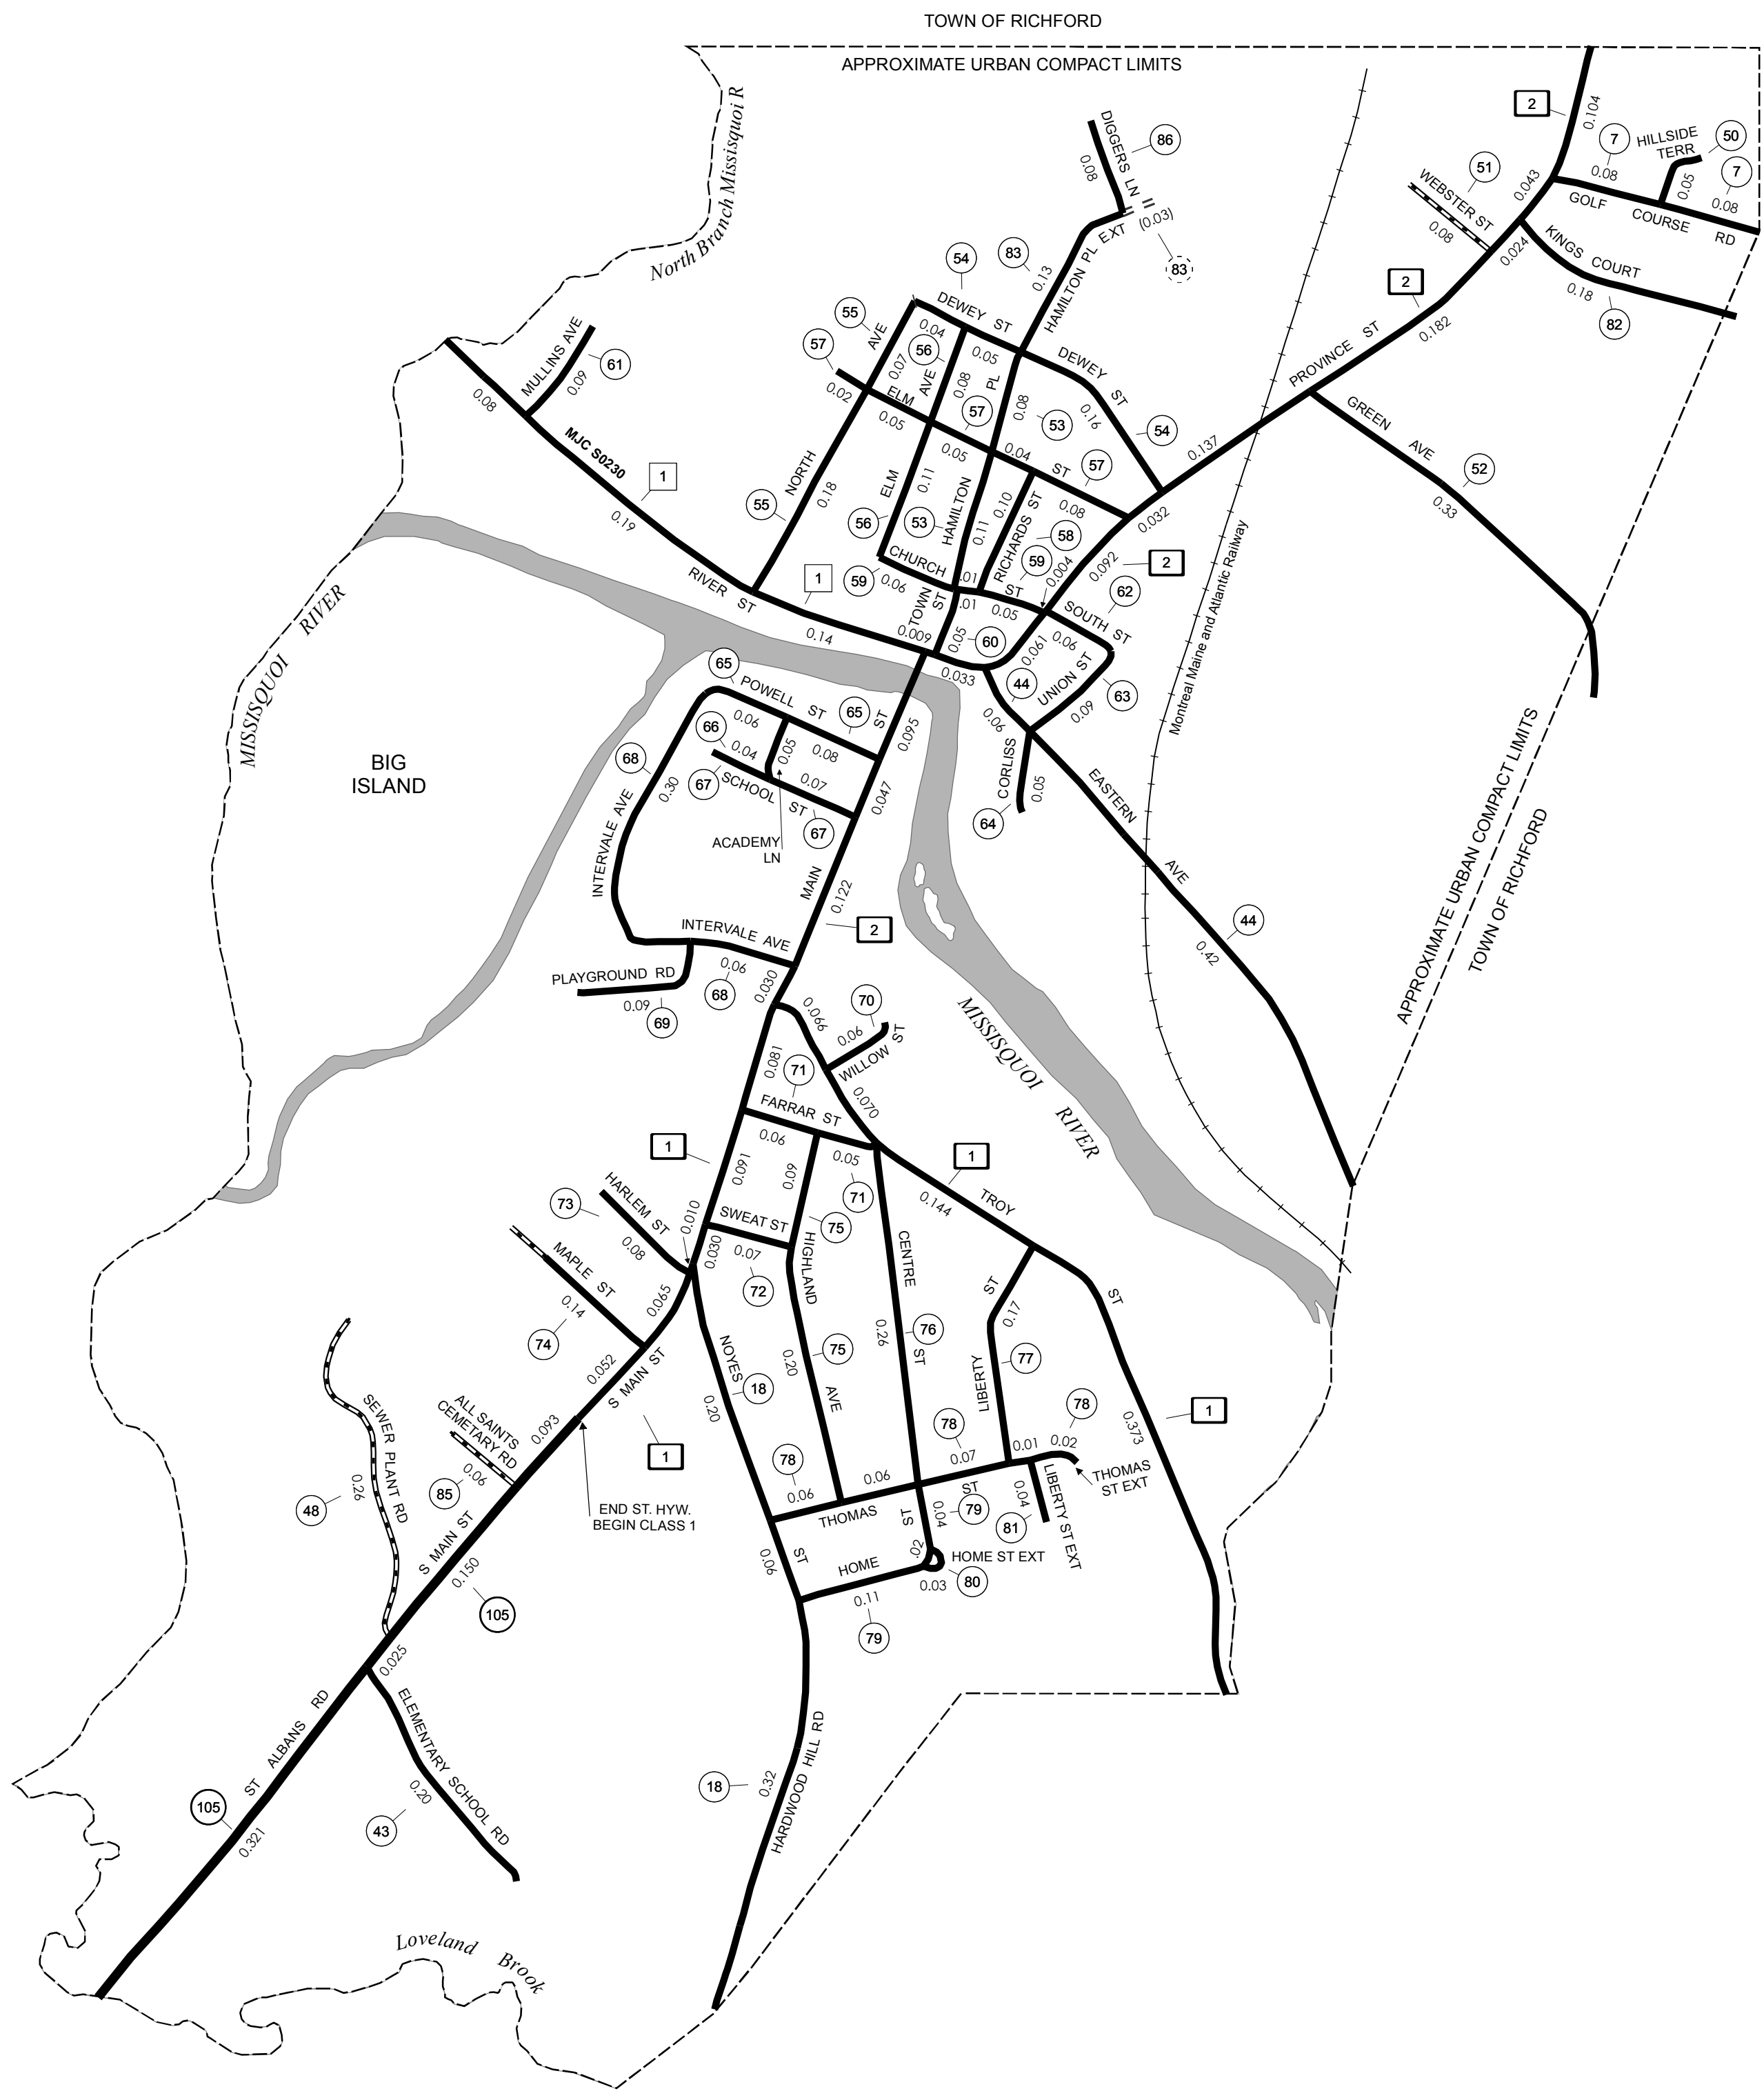 TOWN OF RICHFORD
APPROXIMATE URBAN COMPACT LIMITS
North Branch Missisquoi R
DIGGERS LN
86
0.08
(0.03)
83
83
0.13
HAMILTON PL EXT
2
0.104
7
0.08
HILLSIDE
TERR
50
7
0.05
0.08
51
WEBSTER ST
0.08
0.043
GOLF COURSE RD
0.024
KINGS COURT
0.18
82
2
0.182
PROVINCE ST
54
DEWEY ST
55
AVE
0.04
56
57
0.07
0.05
DEWEY ST
0.02
ELM
AVE
0.08
PL
57
0.08
53
0.16
54
0.137
GREEN AVE
52
0.33
MULLINS AVE
61
0.09
0.08
MJC S0230
1
0.19
0.05
0.05
0.04
ST
57
NORTH
0.18
55
ELM
0.11
56
53
HAMILTON
0.11
0.10
RICHARDS ST
0.08
58
0.032
59
0.004
0.092
2
CHURCH
ST
59
0.06
.01
.01
0.05
62
SOUTH ST
0.06
RIVER ST
1
0.14
TOWN
ST
0.009
0.05
60
0.061
0.033
44
UNION ST
63
0.09
0.06
Montreal Maine and Atlantic Railway
MISSISQUOI RIVER
BIG
ISLAND
65
POWELL ST
65
ST
0.06
66
0.04
0.05
0.08
0.095
68
0.30
67
SCHOOL ST
0.07
67
0.047
ACADEMY
LN
INTERVALE AVE
CORLISS
0.05
64
EASTERN AVE
44
0.42
APPROXIMATE URBAN COMPACT LIMITS
TOWN OF RICHFORD
MAIN
0.122
2
INTERVALE AVE
0.06
68
0.030
PLAYGROUND RD
0.09
69
0.066
70
0.06
WILLOW ST
MISSISQUOI RIVER
0.081
71
FARRAR ST
0.070
0.06
0.05
71
1
0.091
0.09
1
TROY ST
0.144
73
HARLEM ST
0.08
0.010
SWEAT ST
75
0.030
0.07
72
HIGHLAND AVE
CENTRE ST
MAPLE ST
0.14
74
0.065
0.052
S MAIN ST
NOYES ST
18
0.20
0.20
75
0.26
76
LIBERTY ST
0.17
77
0.373
1
SEWER PLANT RD
0.26
48
ALL SAINTS
CEMETARY RD
0.06
85
0.093
1
END ST. HYW.
BEGIN CLASS 1
78
0.06
0.06
78
0.07
0.01
0.02
78
THOMAS
ST EXT
THOMAS ST
0.04
79
0.04
81
LIBERTY ST EXT
S MAIN ST
0.150
105
0.06
HOME ST
.02
HOME ST EXT
0.03
80
0.11
79
0.025
ST ALBANS RD
105
0.321
ELEMENTARY SCHOOL RD
0.20
43
18
0.32
HARDWOOD HILL RD
Loveland Brook